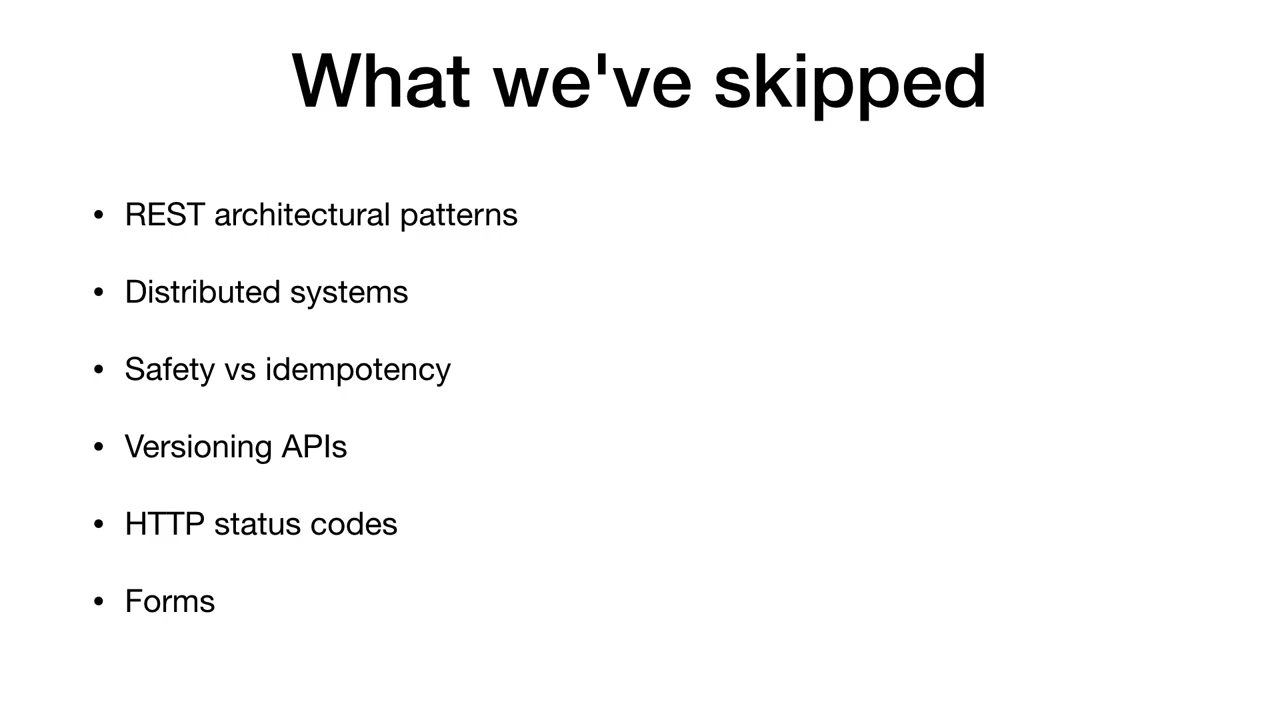 What we've skipped
• REST architectural patterns
• Distributed systems
• Safety vs idempotency
• Versioning APIs
• HTTP status codes
• Forms